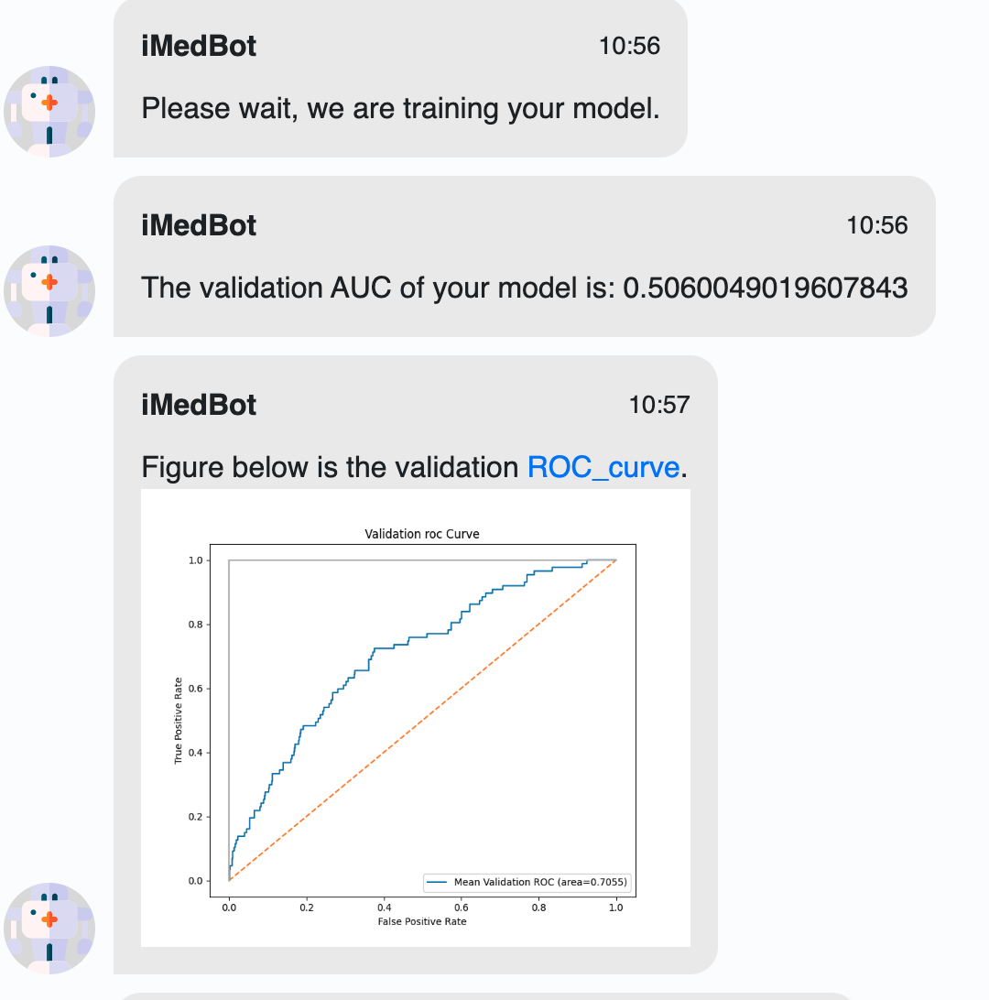 iMedBot 10:56
Please wait, we are training your model.
iMedBot 10:56
The validation AUC of your model is: 0.5060049019607843
iMedBot 10:57
Figure below is the validation ROC_curve.
Validation roc Curve
True Positive Rate
1.0
0.8
0.6
0.4
0.2
0.0
Mean Validation ROC (area=0.7055)
0.0 0.2 0.4 0.6 0.8 1.0
False Positive Rate